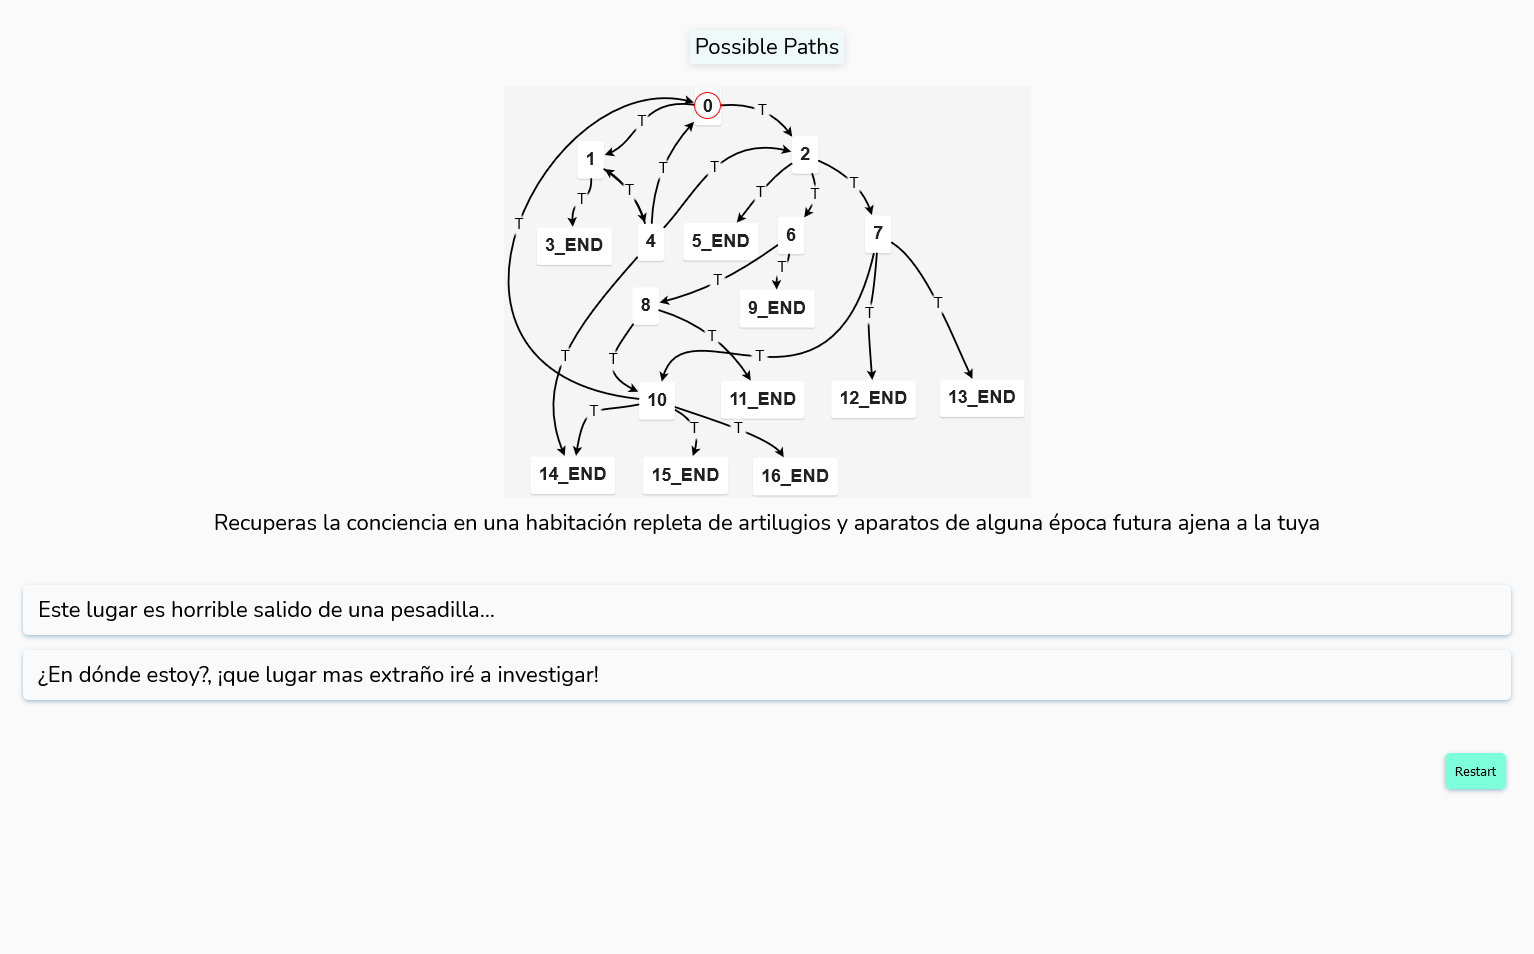 Possible Paths
0
T
T
T
2
1
T
T
T
T
T
T
T
T
T
3_END
4
5_END
6
7
T
T
8
9_END
T
T
T
T
T
T
T
10
11_END
12_END
13_END
T
T
T
14_END
15_END
16_END
Recuperas la conciencia en una habitación repleta de artilugios y aparatos de alguna época futura ajena a la tuya
Este lugar es horrible salido de una pesadilla...
¿En dónde estoy?, ¡que lugar mas extraño iré a investigar!
Restart